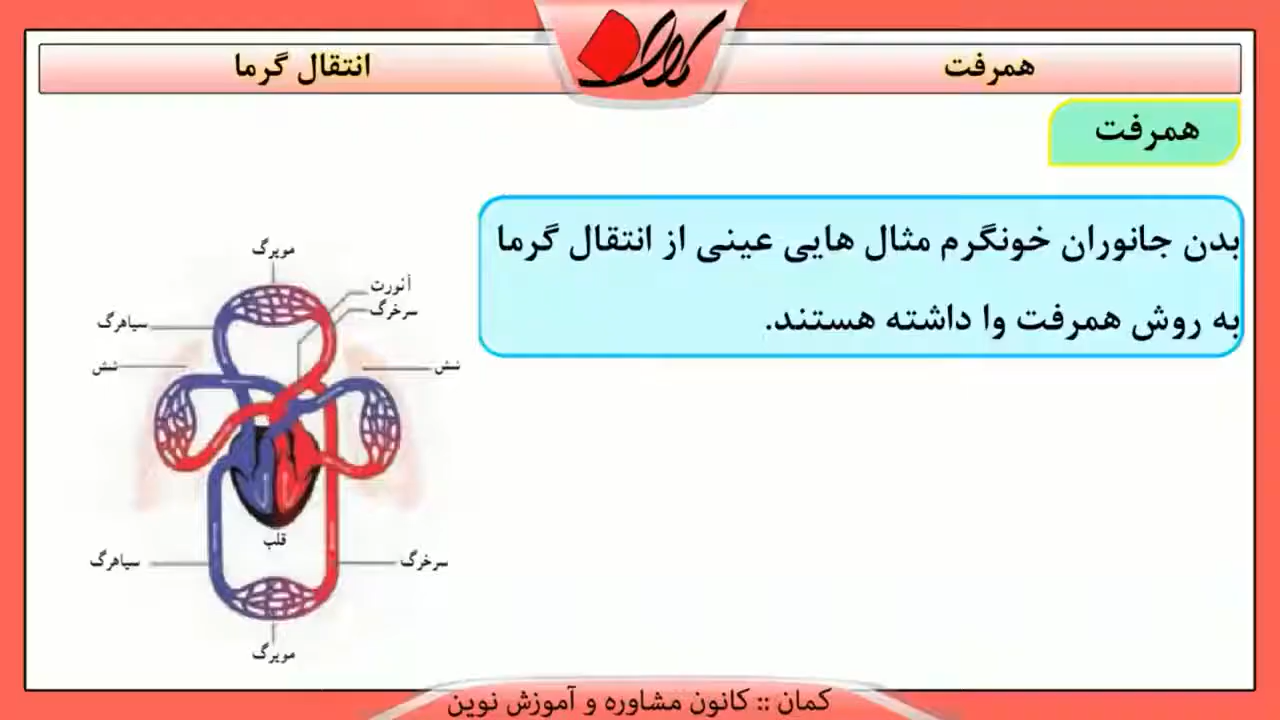 همرفت
انتقال گرما
کمان
همرفت
بدن جانوران خونگرم مثال هایی عینی از انتقال گرما
به روش همرفت وا داشته هستند.
مویرگ
آئورت
سرخرگ
سیاهرگ
شش
شش
قلب
سیاهرگ
سرخرگ
مویرگ
کمان :: کانون مشاوره و آموزش نوین